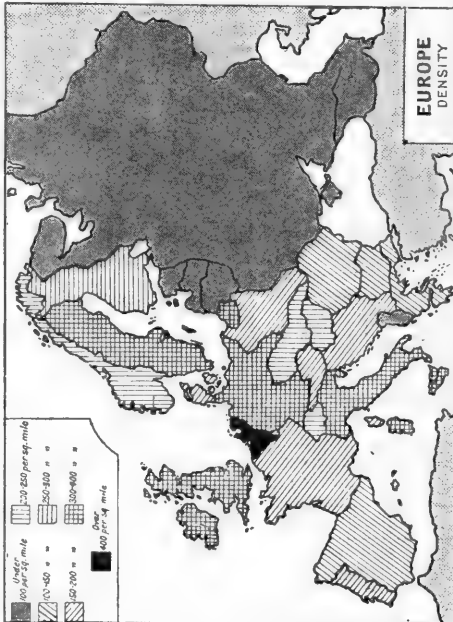 EUROPE
DENSITY
Under
100 per sq. mile
100-150 " "
150-200 " "
200-250 per sq. mile
250-300 " "
300-400 " "
Over
400 per sq. mile